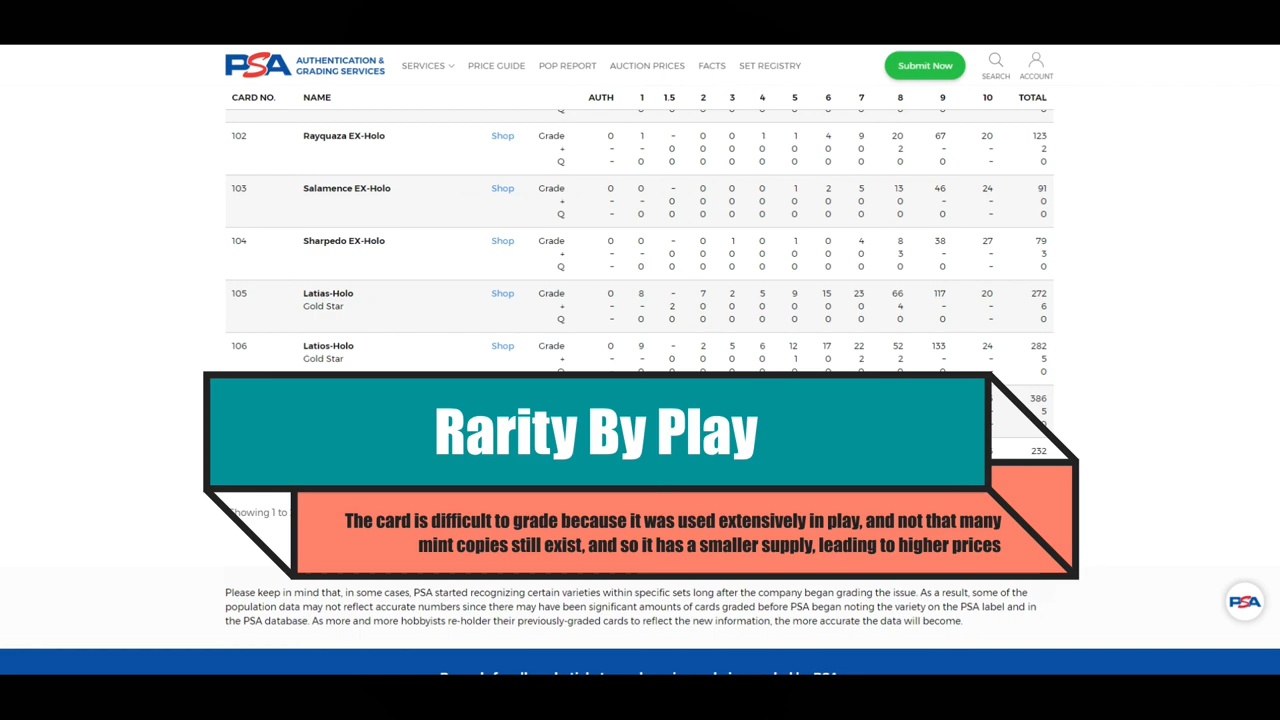 PSA AUTHENTICATION & GRADING SERVICES SERVICES PRICE GUIDE POP REPORT AUCTION PRICES FACTS SET REGISTRY Submit Now SEARCH ACCOUNT
CARD NO. NAME AUTH 1 1.5 2 3 4 5 6 7 8 9 10 TOTAL
102 Rayquaza EX-Holo Shop Grade 0 1 – 0 0 1 1 4 9 20 67 20 123
+ – – 0 0 0 0 0 0 0 2 – – 2
Q – 0 0 0 0 0 0 0 0 0 0 – 0
103 Salamence EX-Holo Shop Grade 0 0 – 0 0 0 1 2 5 13 46 24 91
+ – – 0 0 0 0 0 0 0 0 – – 0
Q – 0 0 0 0 0 0 0 0 0 0 – 0
104 Sharpedo EX-Holo Shop Grade 0 0 – 0 1 0 1 0 4 8 38 27 79
+ – – 0 0 0 0 0 0 0 3 – – 3
Q – 0 0 0 0 0 0 0 0 0 0 – 0
105 Latias-Holo Shop Grade 0 8 – 7 2 5 9 15 23 66 117 20 272
Gold Star + – – 2 0 0 0 0 0 0 4 – – 6
Q – 0 0 0 0 0 0 0 0 0 0 – 0
106 Latios-Holo Shop Grade 0 9 – 2 5 6 12 17 22 52 133 24 282
Gold Star + – – 0 0 0 0 1 0 2 2 – – 5
0
386
5
232
Rarity By Play
Showing 1 to
The card is difficult to grade because it was used extensively in play, and not that many
mint copies still exist, and so it has a smaller supply, leading to higher prices
Please keep in mind that, in some cases, PSA started recognizing certain varieties within specific sets long after the company began grading the issue. As a result, some of the
population data may not reflect accurate numbers since there may have been significant amounts of cards graded before PSA began noting the variety on the PSA label and in
the PSA database. As more and more hobbyists re-holder their previously-graded cards to reflect the new information, the more accurate the data will become.
PSA